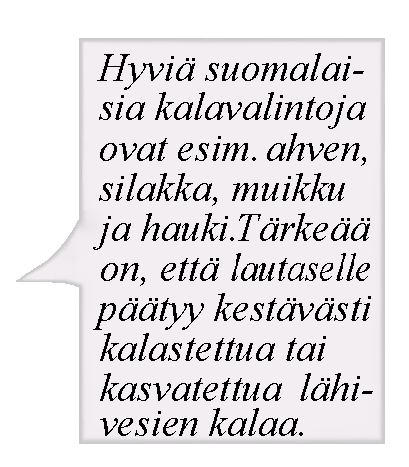 Hyviä suomalai-
sia kalavalintoja
ovat esim. ahven,
silakka, muikku
ja hauki.Tärkeää
on, että lautaselle
päätyy kestävästi
kalastettua tai
kasvatettua lähi-
vesien kalaa.